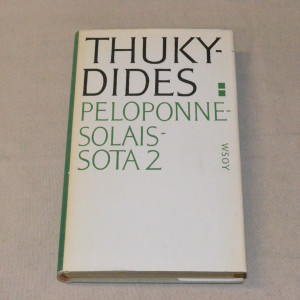 THUKY-
DIDES :
PELOPONNE-
SOLAIS-
SOTA 2
WSOY